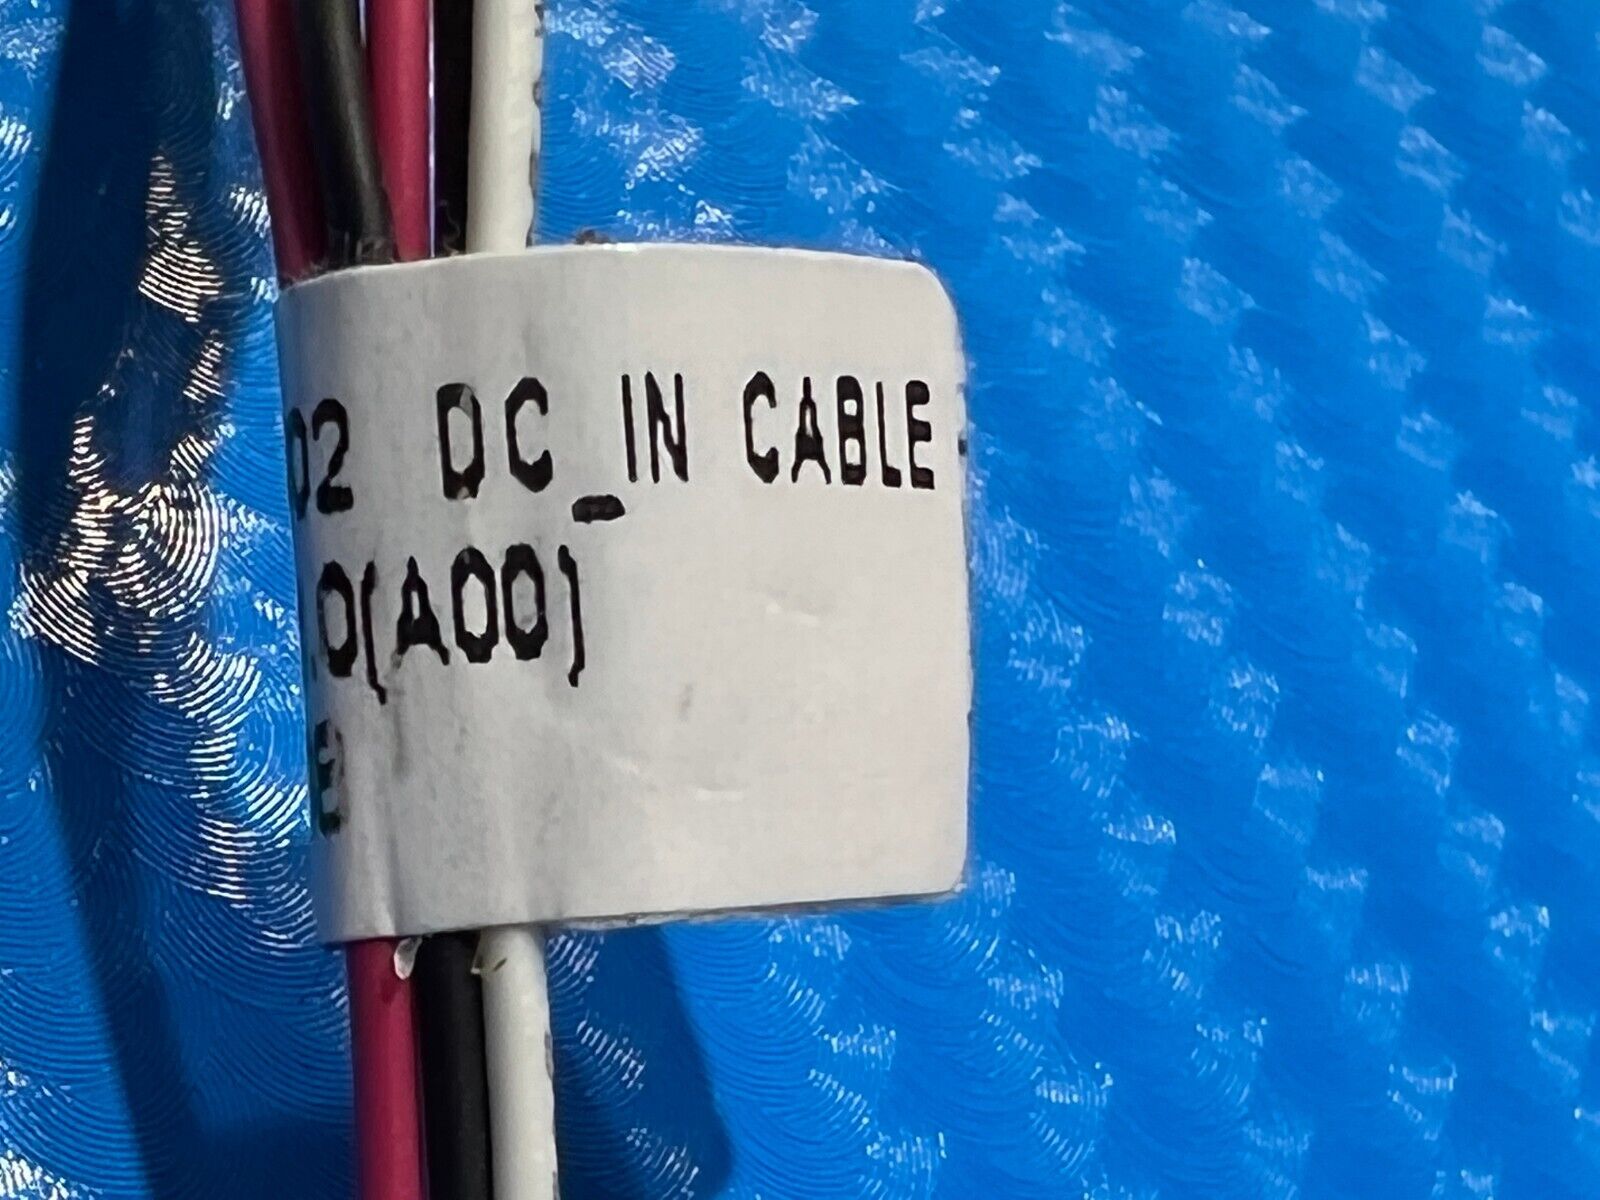 02 DC_IN CABLE -
.0(A00)
E